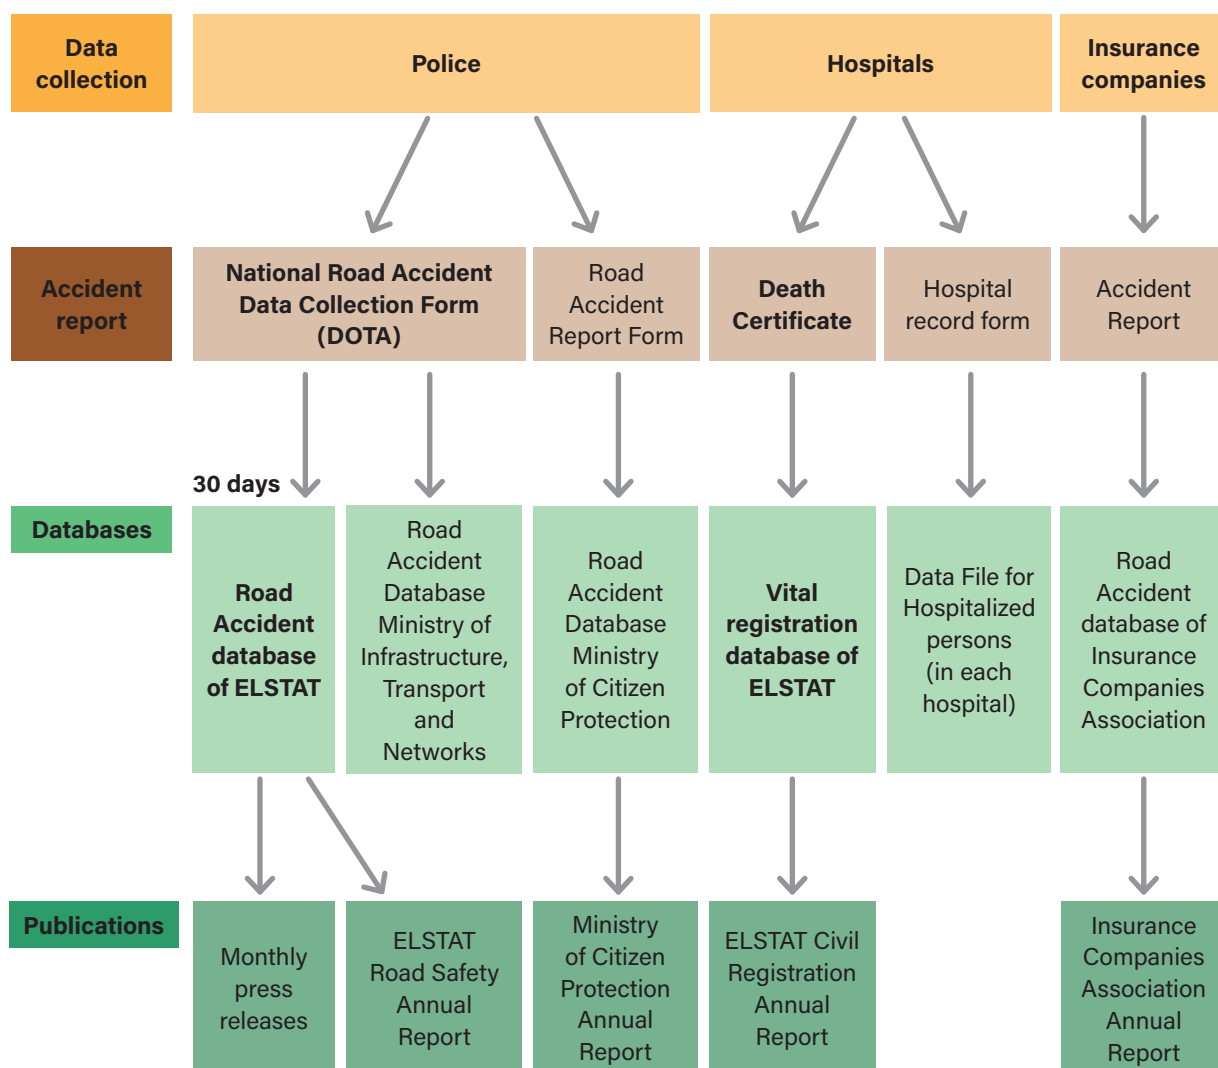 Data
collection
Police
Hospitals
Insurance
companies
Accident
report
National Road Accident
Data Collection Form
(DOTA)
Road
Accident
Report Form
Death
Certificate
Hospital
record form
Accident
Report
30 days
Databases
Road
Accident
database
of ELSTAT
Road
Accident
Database
Ministry of
Infrastructure,
Transport
and
Networks
Road
Accident
Database
Ministry
of Citizen
Protection
Vital
registration
database of
ELSTAT
Data File for
Hospitalized
persons
(in each
hospital)
Road
Accident
database of
Insurance
Companies
Association
Publications
Monthly
press
releases
ELSTAT
Road Safety
Annual
Report
Ministry
of Citizen
Protection
Annual
Report
ELSTAT Civil
Registration
Annual
Report
Insurance
Companies
Association
Annual
Report